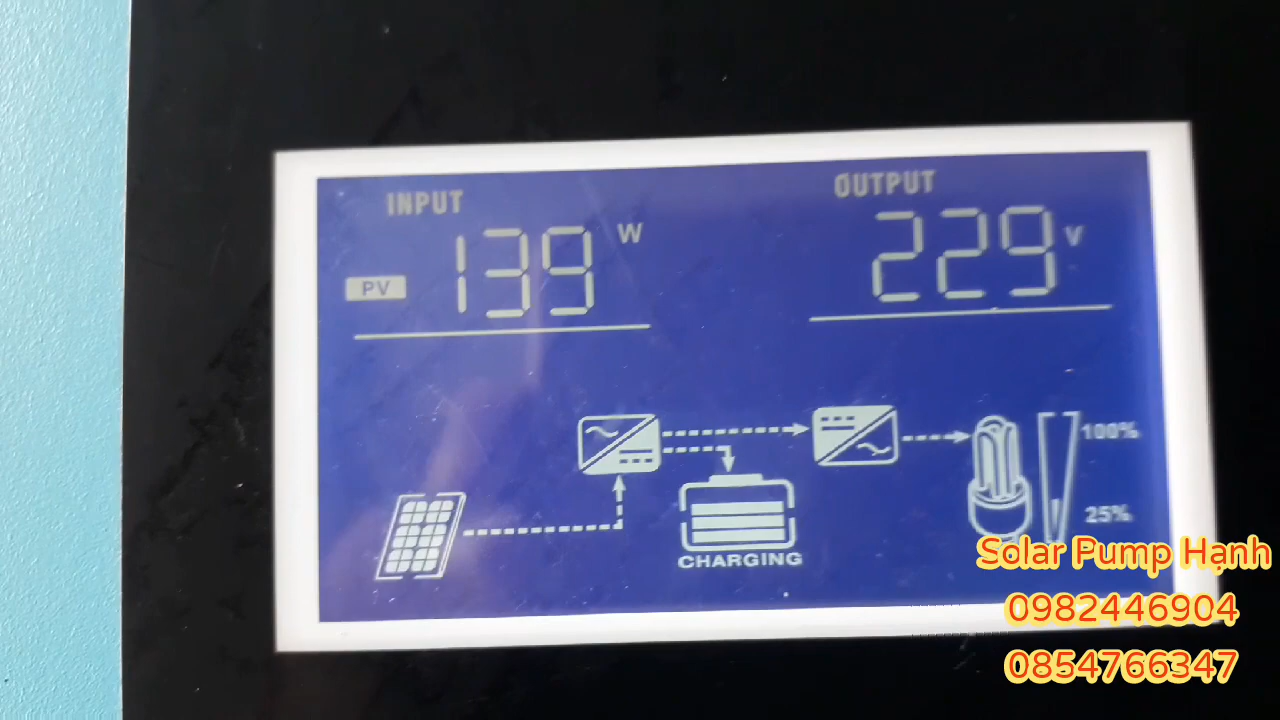 INPUT
OUTPUT
139 W
229 V
PV
100%
25%
CHARGING
Solar Pump Hạnh
0982446904
0854766347